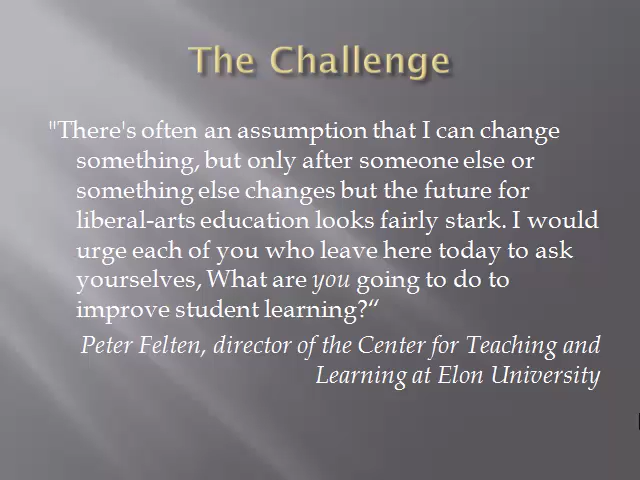 The Challenge
"There's often an assumption that I can change
something, but only after someone else or
something else changes but the future for
liberal-arts education looks fairly stark. I would
urge each of you who leave here today to ask
yourselves, What are you going to do to
improve student learning?“
Peter Felten, director of the Center for Teaching and
Learning at Elon University